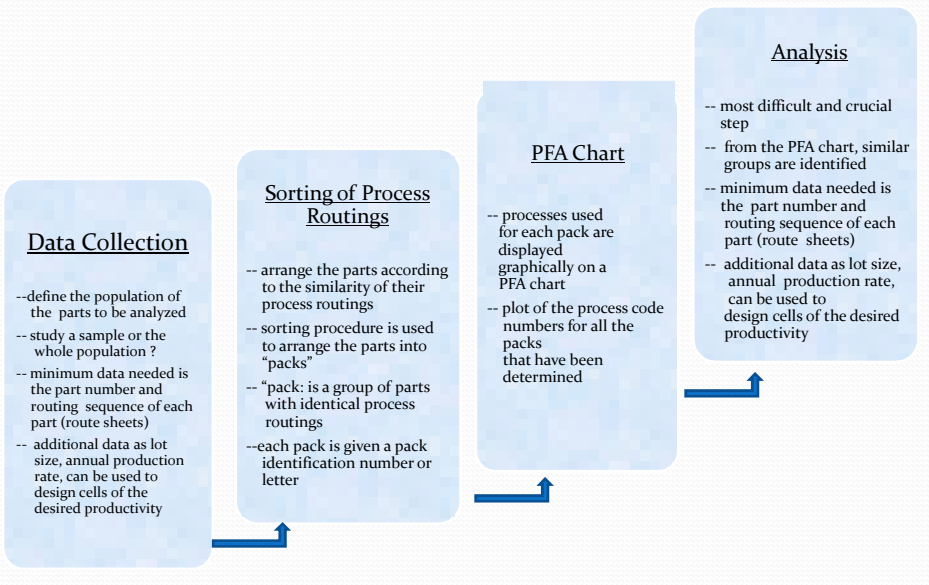 Data Collection
--define the population of
the parts to be analyzed
-- study a sample or the
whole population ?
-- minimum data needed is
the part number and
routing sequence of each
part (route sheets)
-- additional data as lot
size, annual production
rate, can be used to
design cells of the
desired productivity
Sorting of Process
Routings
-- arrange the parts according
to the similarity of their
process routings
-- sorting procedure is used
to arrange the parts into
“packs”
-- “pack: is a group of parts
with identical process
routings
--each pack is given a pack
identification number or
letter
PFA Chart
-- processes used
for each pack are
displayed
graphically on a
PFA chart
-- plot of the process code
numbers for all the
packs
that have been
determined
Analysis
-- most difficult and crucial
step
-- from the PFA chart, similar
groups are identified
-- minimum data needed is
the part number and
routing sequence of each
part (route sheets)
-- additional data as lot size,
annual production rate,
can be used to
design cells of the desired
productivity